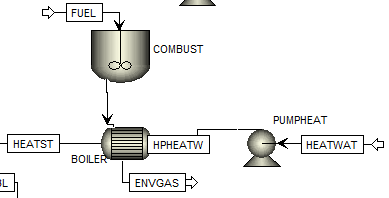 FUEL
COMBUST
PUMPHEAT
HEATST
BOILER
HPHEATW
HEATWAT
ENVGAS